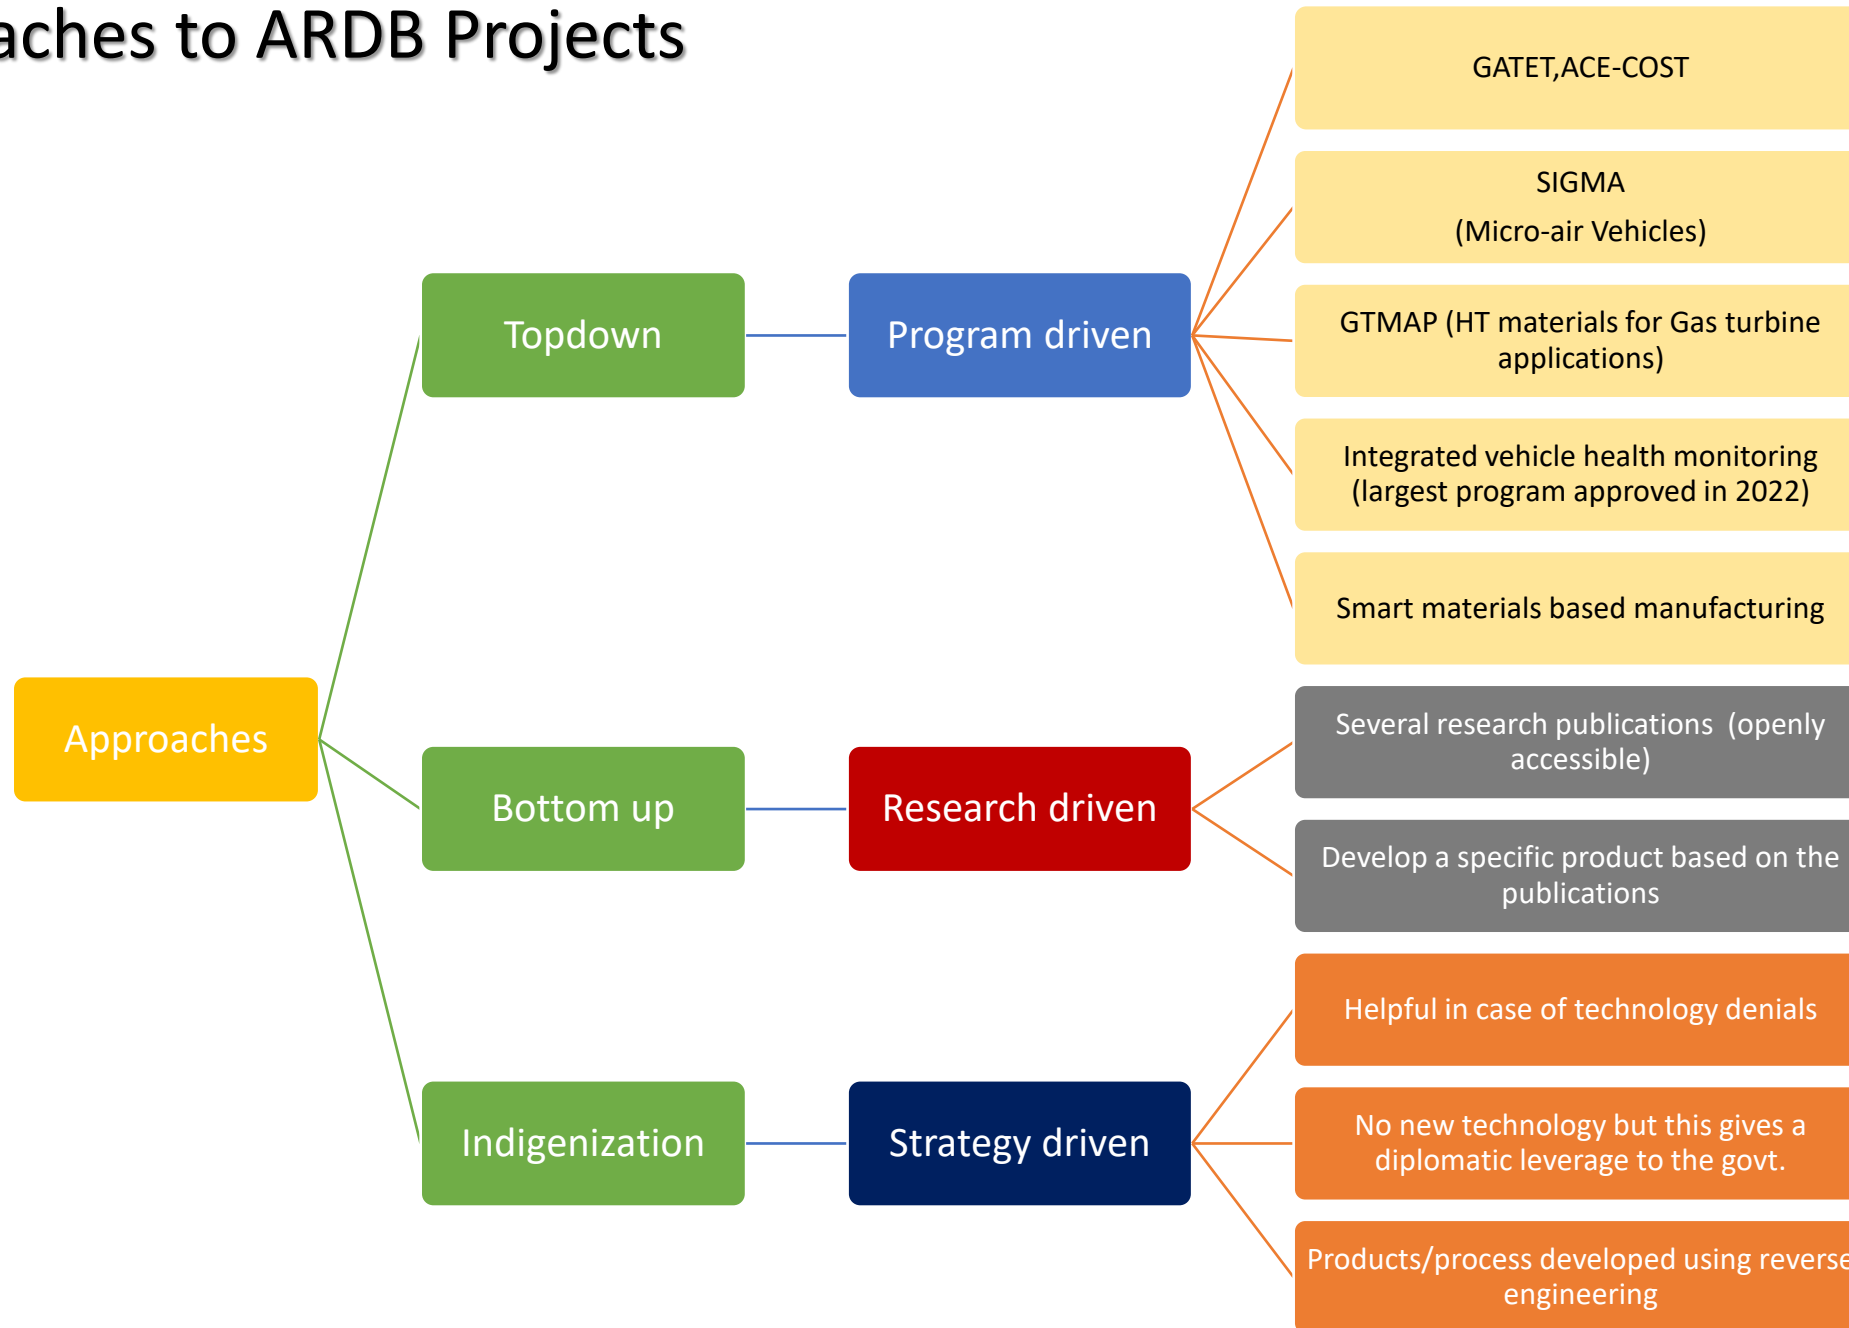 aches to ARDB Projects
GATET,ACE-COST
SIGMA
(Micro-air Vehicles)
GTMAP (HT materials for Gas turbine
applications)
Integrated vehicle health monitoring
(largest program approved in 2022)
Smart materials based manufacturing
Topdown
Program driven
Approaches
Bottom up
Research driven
Several research publications (openly
accessible)
Develop a specific product based on the
publications
Indigenization
Strategy driven
Helpful in case of technology denials
No new technology but this gives a
diplomatic leverage to the govt.
Products/process developed using reverse
engineering